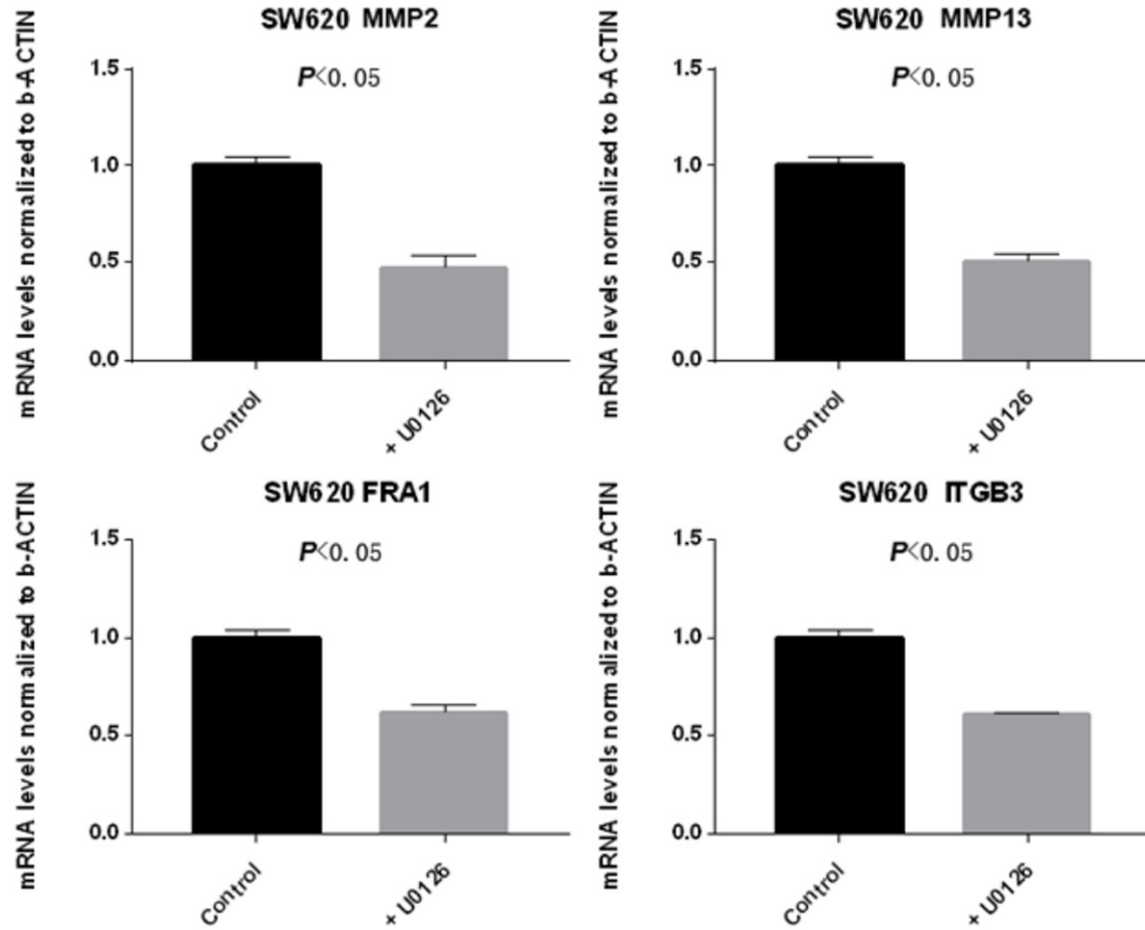 SW620 MMP2
mRNA levels normalized to b-ACTIN
P<0.05
1.5
1.0
0.5
0.0
Control
+ U0126
SW620 MMP13
mRNA levels normalized to b-ACTIN
P<0.05
1.5
1.0
0.5
0.0
Control
+ U0126
SW620 FRA1
mRNA levels normalized to b-ACTIN
P<0.05
1.5
1.0
0.5
0.0
Control
+ U0126
SW620 ITGB3
mRNA levels normalized to b-ACTIN
P<0.05
1.5
1.0
0.5
0.0
Control
+ U0126